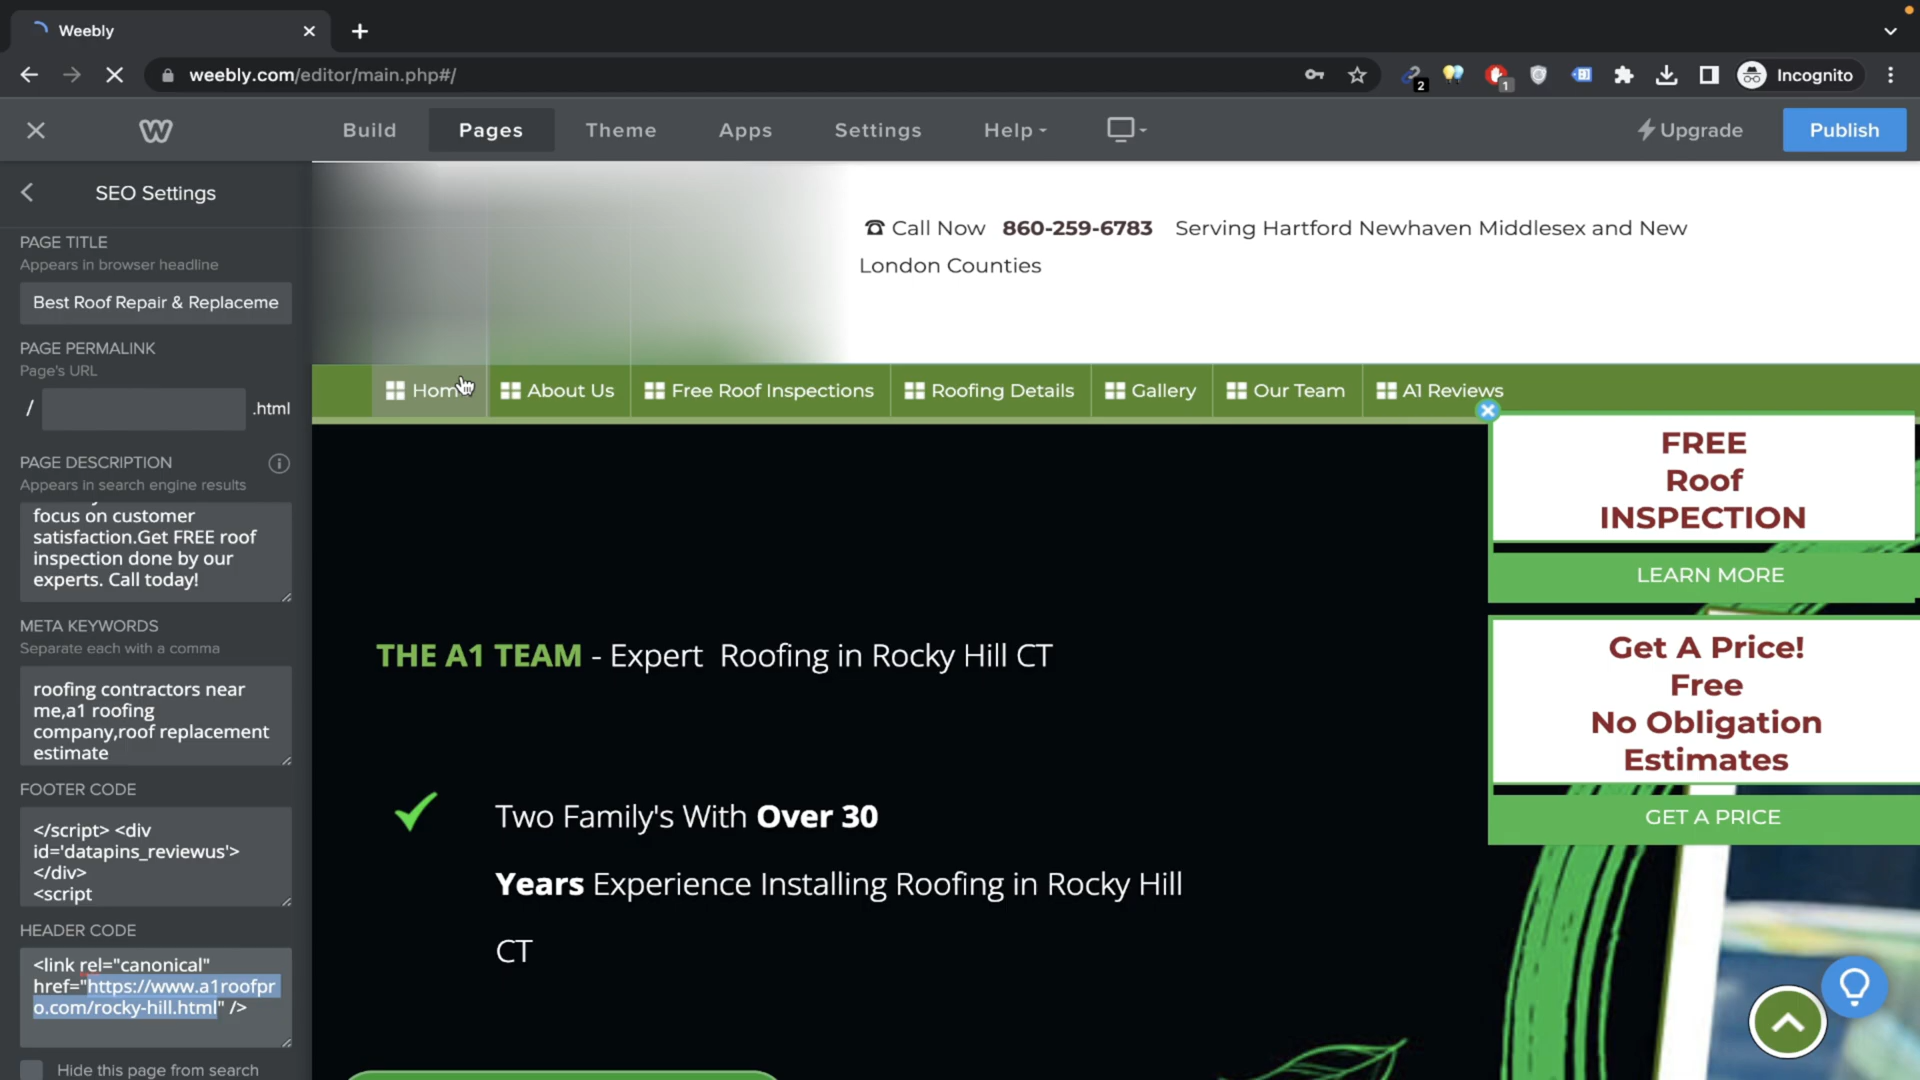 Weebly
weebly.com/editor/main.php#/
2
1
Incognito
Build
Pages
Theme
Apps
Settings
Help
Upgrade
Publish
SEO Settings
PAGE TITLE
Appears in browser headline
Best Roof Repair & Replaceme
PAGE PERMALINK
Page's URL
/
.html
PAGE DESCRIPTION
Appears in search engine results
focus on customer
satisfaction.Get FREE roof
inspection done by our
experts. Call today!
META KEYWORDS
Separate each with a comma
roofing contractors near
me,a1 roofing
company,roof replacement
estimate
FOOTER CODE
</script> <div
id='datapins_reviewus'>
</div>
<script
HEADER CODE
<link rel="canonical"
href="https://www.a1roofpr
o.com/rocky-hill.html" />
Hide this page from search
☎ Call Now 860-259-6783 Serving Hartford Newhaven Middlesex and New
London Counties
Home
About Us
Free Roof Inspections
Roofing Details
Gallery
Our Team
A1 Reviews
FREE
Roof
INSPECTION
LEARN MORE
Get A Price!
Free
No Obligation
Estimates
GET A PRICE
THE A1 TEAM - Expert Roofing in Rocky Hill CT
Two Family's With Over 30
Years Experience Installing Roofing in Rocky Hill
CT